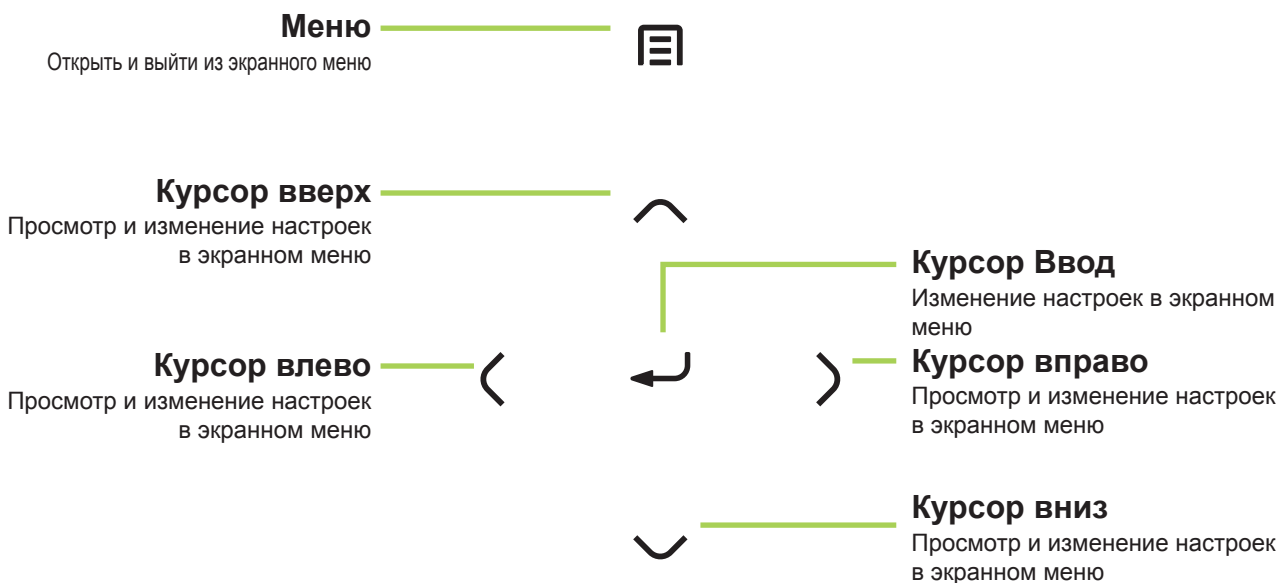 Меню
Открыть и выйти из экранного меню
Курсор вверх
Просмотр и изменение настроек
в экранном меню
Курсор Ввод
Изменение настроек в экранном
меню
Курсор влево
Просмотр и изменение настроек
в экранном меню
Курсор вправо
Просмотр и изменение настроек
в экранном меню
Курсор вниз
Просмотр и изменение настроек
в экранном меню